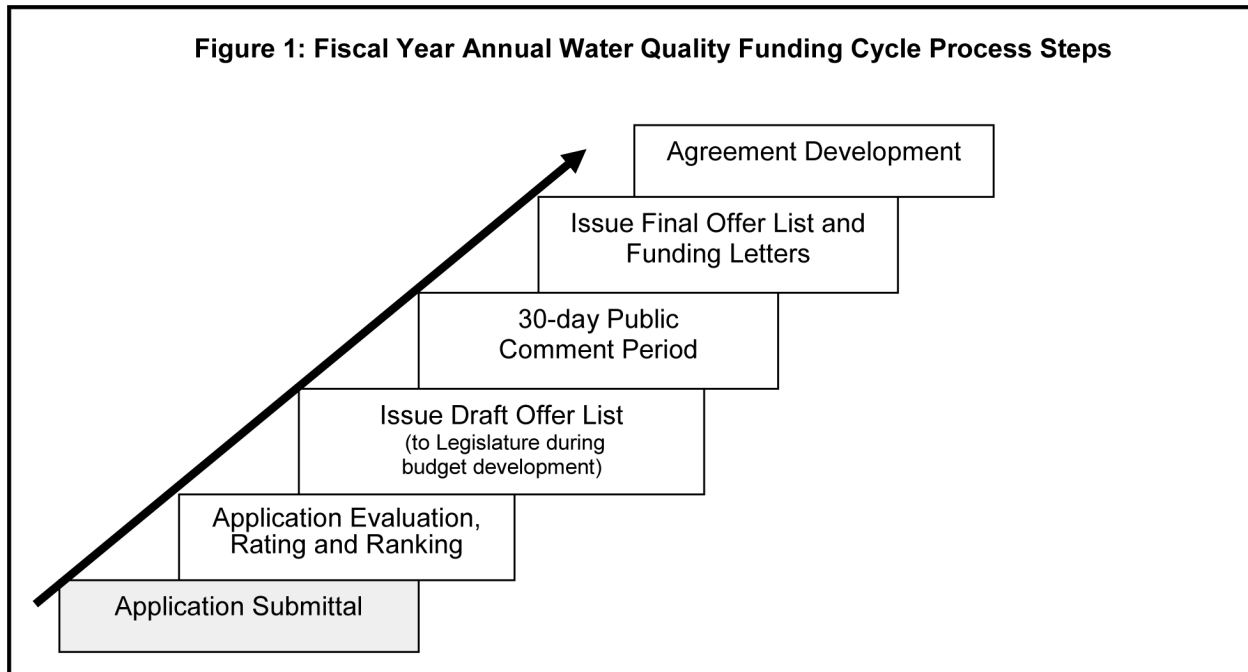 Figure 1: Fiscal Year Annual Water Quality Funding Cycle Process Steps
Agreement Development
Issue Final Offer List and
Funding Letters
30-day Public
Comment Period
Issue Draft Offer List
(to Legislature during
budget development)
Application Evaluation,
Rating and Ranking
Application Submittal